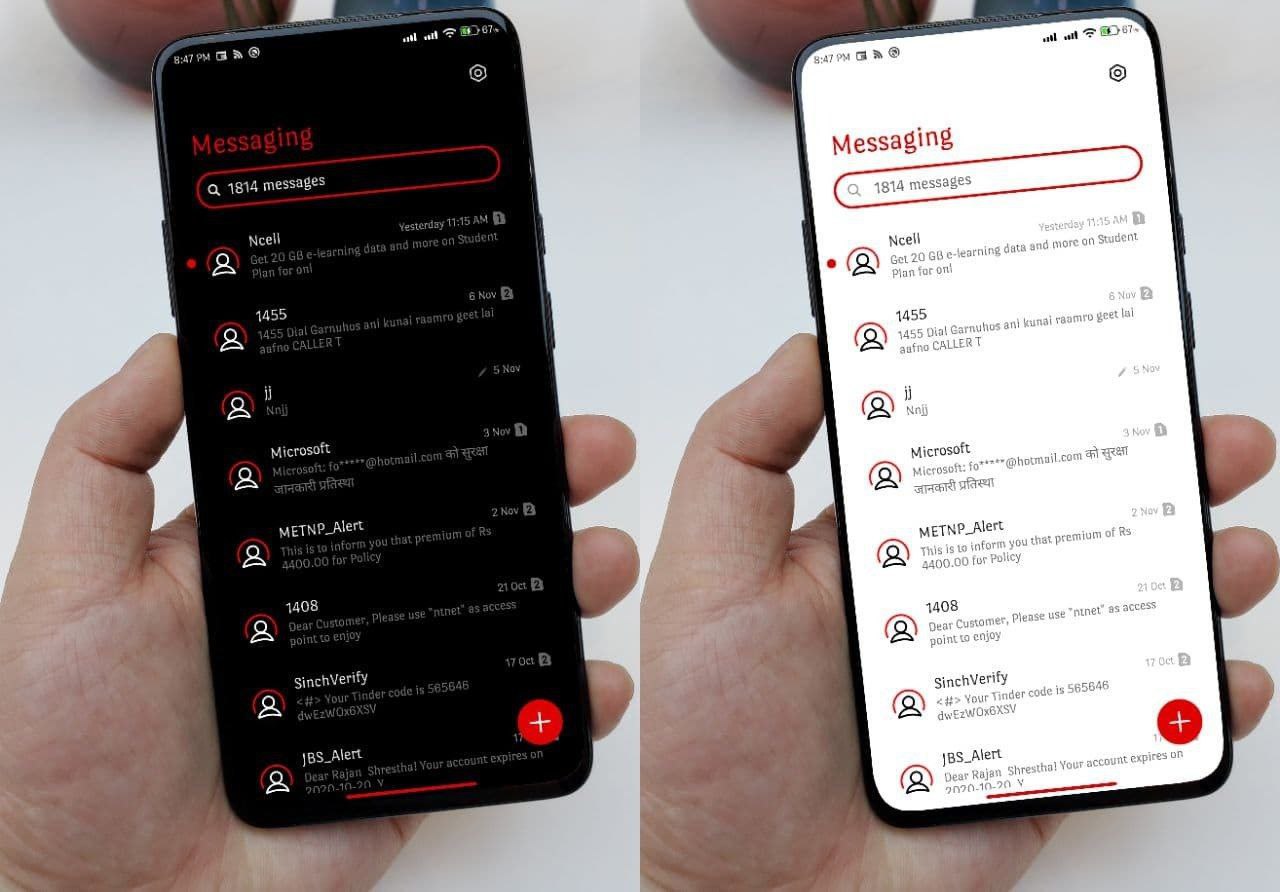 8:47 PM
67%
Messaging
1814 messages
Ncell
Yesterday 11:15 AM 1
Get 20 GB e-learning data and more on Student
Plan for onl
1455
6 Nov 2
1455 Dial Garnuhos ani kunai raamro geet lai
aafno CALLER T
jj
5 Nov
Nnjj
Microsoft
3 Nov 1
Microsoft: fo*****@hotmail.com को सुरक्षा
जानकारी प्रतिस्था
METNP_Alert
2 Nov 2
This is to inform you that premium of Rs
4400.00 for Policy
1408
21 Oct 2
Dear Customer, Please use "ntnet" as access
point to enjoy
SinchVerify
17 Oct 2
<#> Your Tinder code is 565646
dwEzWOx6XSV
JBS_Alert
17
Dear Rajan Shrestha! Your account expires on
2020-10-20 Y
8:47 PM
67%
Messaging
1814 messages
Ncell
Yesterday 11:15 AM 1
Get 20 GB e-learning data and more on Student
Plan for onl
1455
6 Nov 2
1455 Dial Garnuhos ani kunai raamro geet lai
aafno CALLER T
jj
5 Nov
Nnjj
Microsoft
3 Nov 1
Microsoft: fo*****@hotmail.com को सुरक्षा
जानकारी प्रतिस्था
METNP_Alert
2 Nov 2
This is to inform you that premium of Rs
4400.00 for Policy
1408
21 Oct 2
Dear Customer, Please use "ntnet" as access
point to enjoy
SinchVerify
17 Oct 2
<#> Your Tinder code is 565646
dwEzWOx6XSV
JBS_Alert
Dear Rajan Shrestha! Your account expires on
2020-10-20 Y